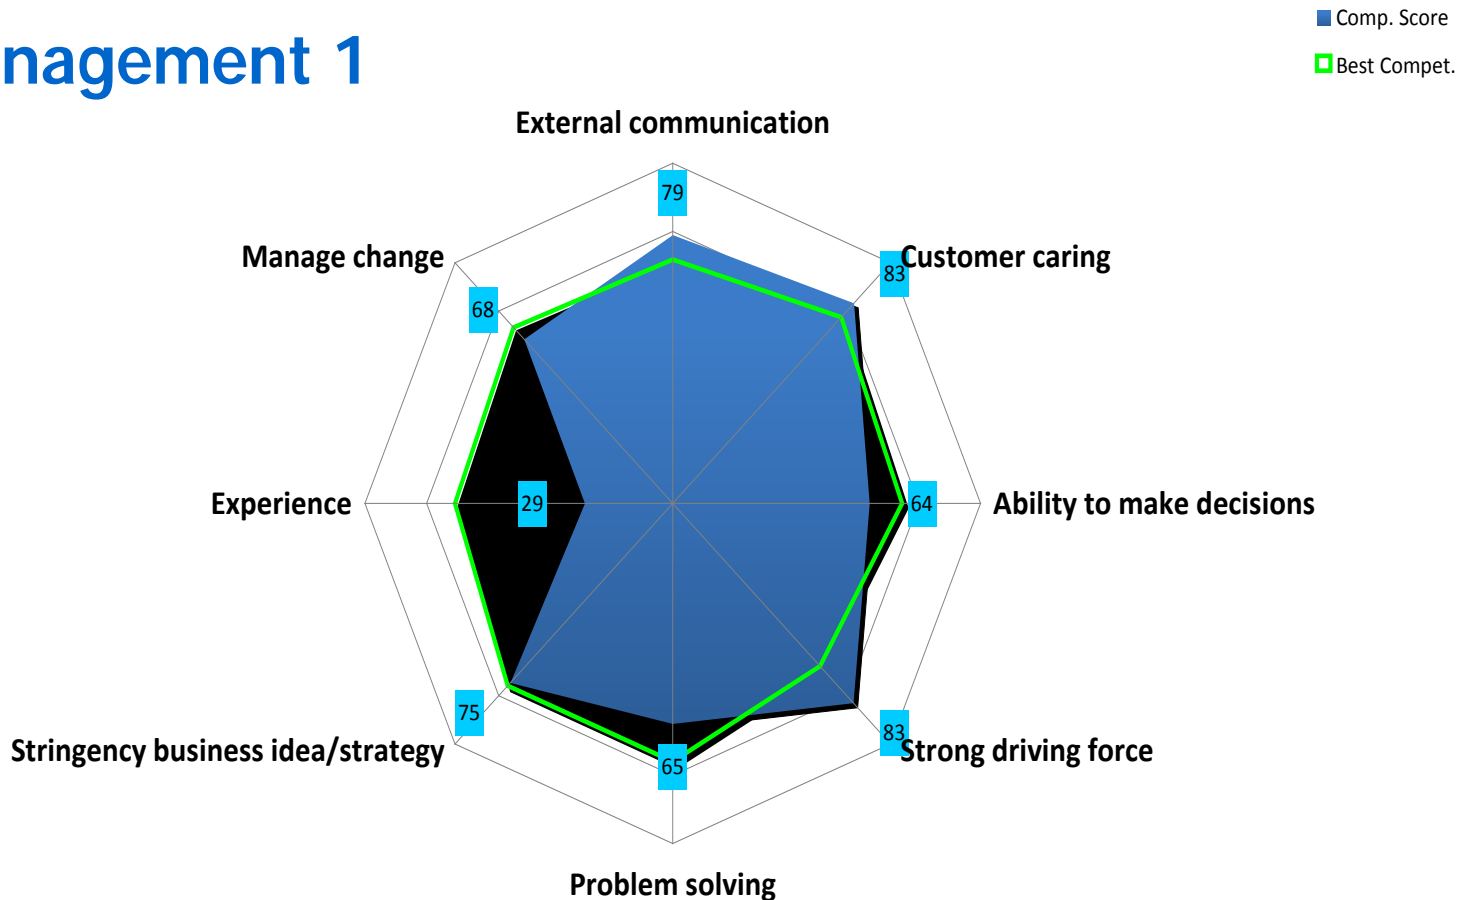 nagement 1
Comp. Score
Best Compet.
External communication
79
Manage change
Customer caring
83
68
Experience
29
64
Ability to make decisions
75
Stringency business idea/strategy
83
Strong driving force
65
Problem solving